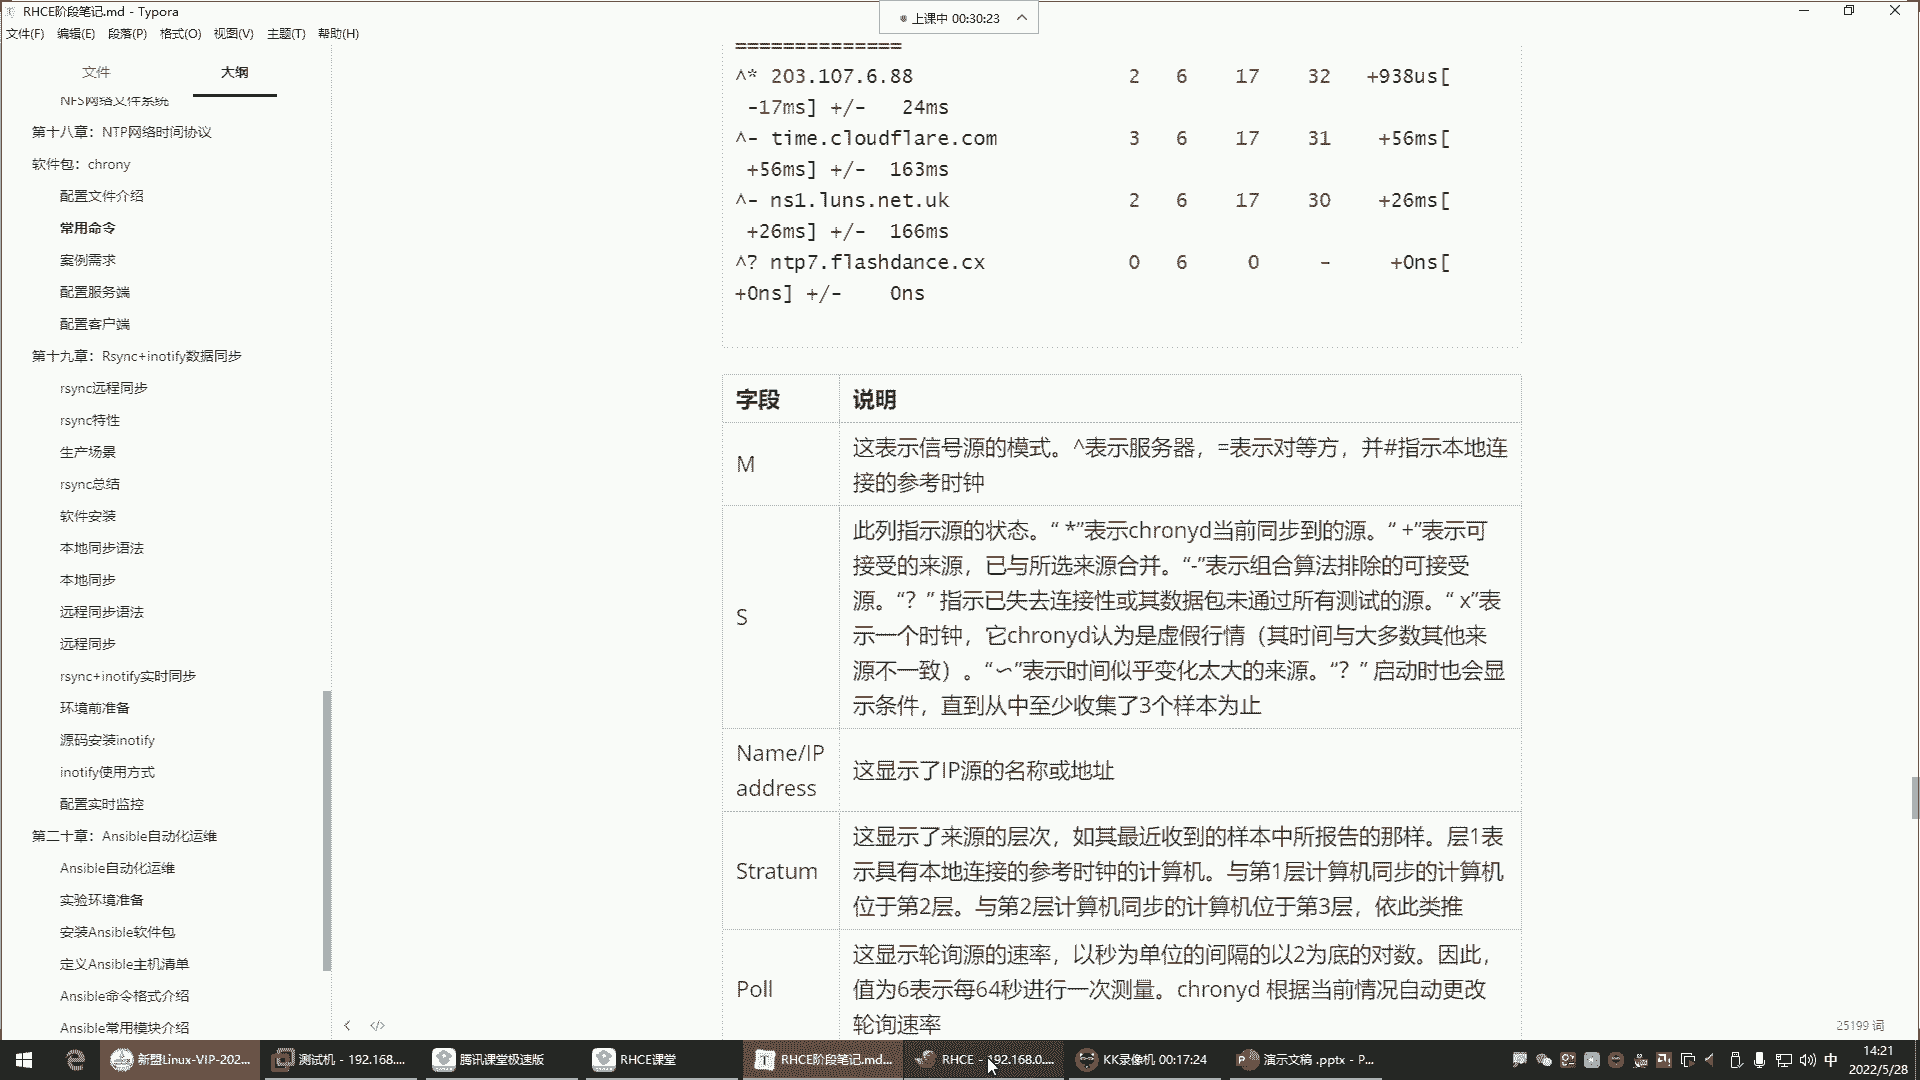 RHCE阶段笔记.md - Typora
上课中 00:30:23
文件(F) 编辑(E) 段落(P) 格式(O) 视图(V) 主题(T) 帮助(H)
文件 大纲
NFS网络文件系统
第十八章：NTP网络时间协议
软件包：chrony
配置文件介绍
常用命令
案例需求
配置服务端
配置客户端
第十九章：Rsync+inotify数据同步
rsync远程同步
rsync特性
生产场景
rsync总结
软件安装
本地同步语法
本地同步
远程同步语法
远程同步
rsync+inotify实时同步
环境前准备
源码安装inotify
inotify使用方式
配置实时监控
第二十章：Ansible自动化运维
Ansible自动化运维
实验环境准备
安装Ansible软件包
定义Ansible主机清单
Ansible命令格式介绍
Ansible常用模块介绍
==============
^* 203.107.6.88 2 6 17 32 +938us[
-17ms] +/- 24ms
^- time.cloudflare.com 3 6 17 31 +56ms[
+56ms] +/- 163ms
^- ns1.luns.net.uk 2 6 17 30 +26ms[
+26ms] +/- 166ms
^? ntp7.flashdance.cx 0 6 0 - +0ns[
+0ns] +/- 0ns
字段 说明
M 这表示信号源的模式。^表示服务器，=表示对等方，并#指示本地连
接的参考时钟
S 此列指示源的状态。“ *”表示chronyd当前同步到的源。“ +”表示可
接受的来源，已与所选来源合并。“-”表示组合算法排除的可接受
源。“？” 指示已失去连接性或其数据包未通过所有测试的源。“ x”表
示一个时钟，它chronyd认为是虚假行情（其时间与大多数其他来
源不一致）。“〜”表示时间似乎变化太大的来源。“？” 启动时也会显
示条件，直到从中至少收集了3个样本为止
Name/IP
address 这显示了IP源的名称或地址
Stratum 这显示了来源的层次，如其最近收到的样本中所报告的那样。层1表
示具有本地连接的参考时钟的计算机。与第1层计算机同步的计算机
位于第2层。与第2层计算机同步的计算机位于第3层，依此类推
Poll 这显示轮询源的速率，以秒为单位的间隔的以2为底的对数。因此，
值为6表示每64秒进行一次测量。chronyd 根据当前情况自动更改
轮询速率
25199 词
新盟Linux-VIP-202... 测试机 - 192.168.... 腾讯课堂极速版 RHCE课堂 RHCE阶段笔记.md... RHCE - 192.168.0.... KK录像机 00:17:24 演示文稿 .pptx - P... 中 14:21
2022/5/28